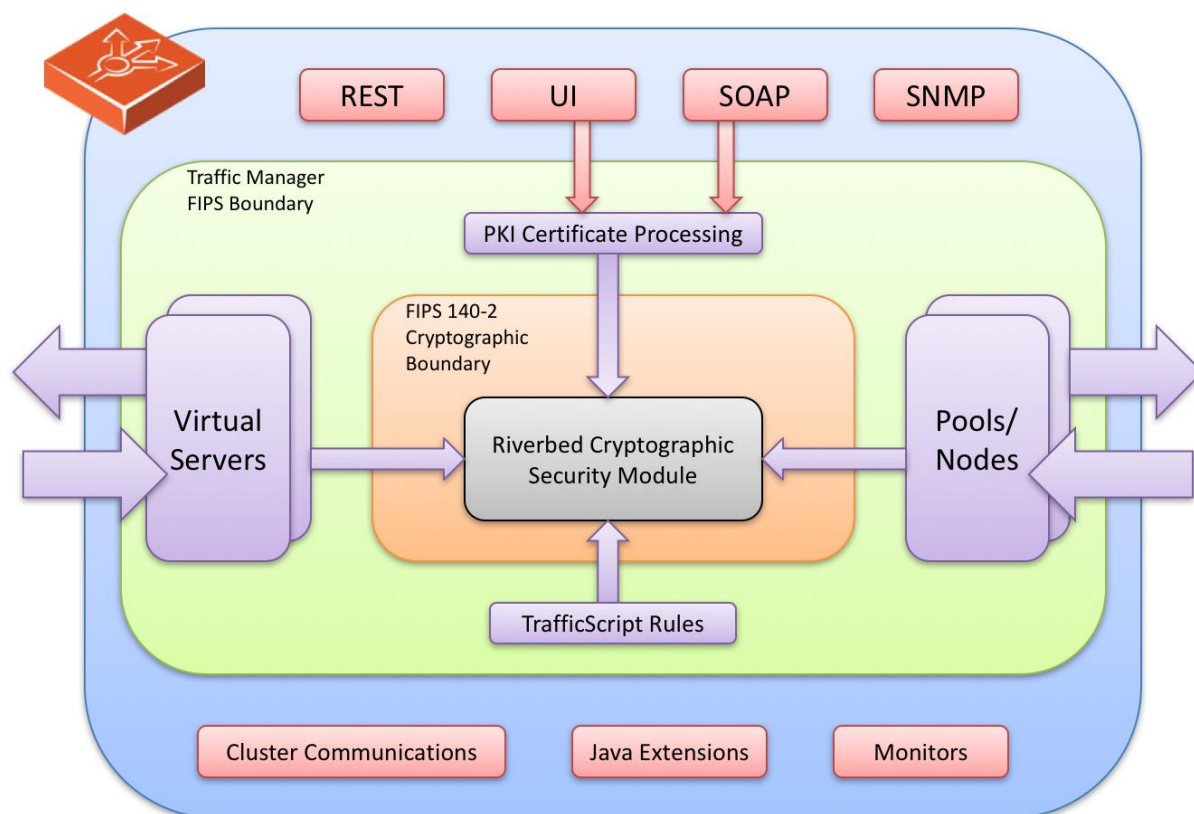 REST
UI
SOAP
SNMP
Traffic Manager
FIPS Boundary
PKI Certificate Processing
FIPS 140-2
Cryptographic
Boundary
Virtual
Servers
Riverbed Cryptographic
Security Module
Pools/
Nodes
TrafficScript Rules
Cluster Communications
Java Extensions
Monitors